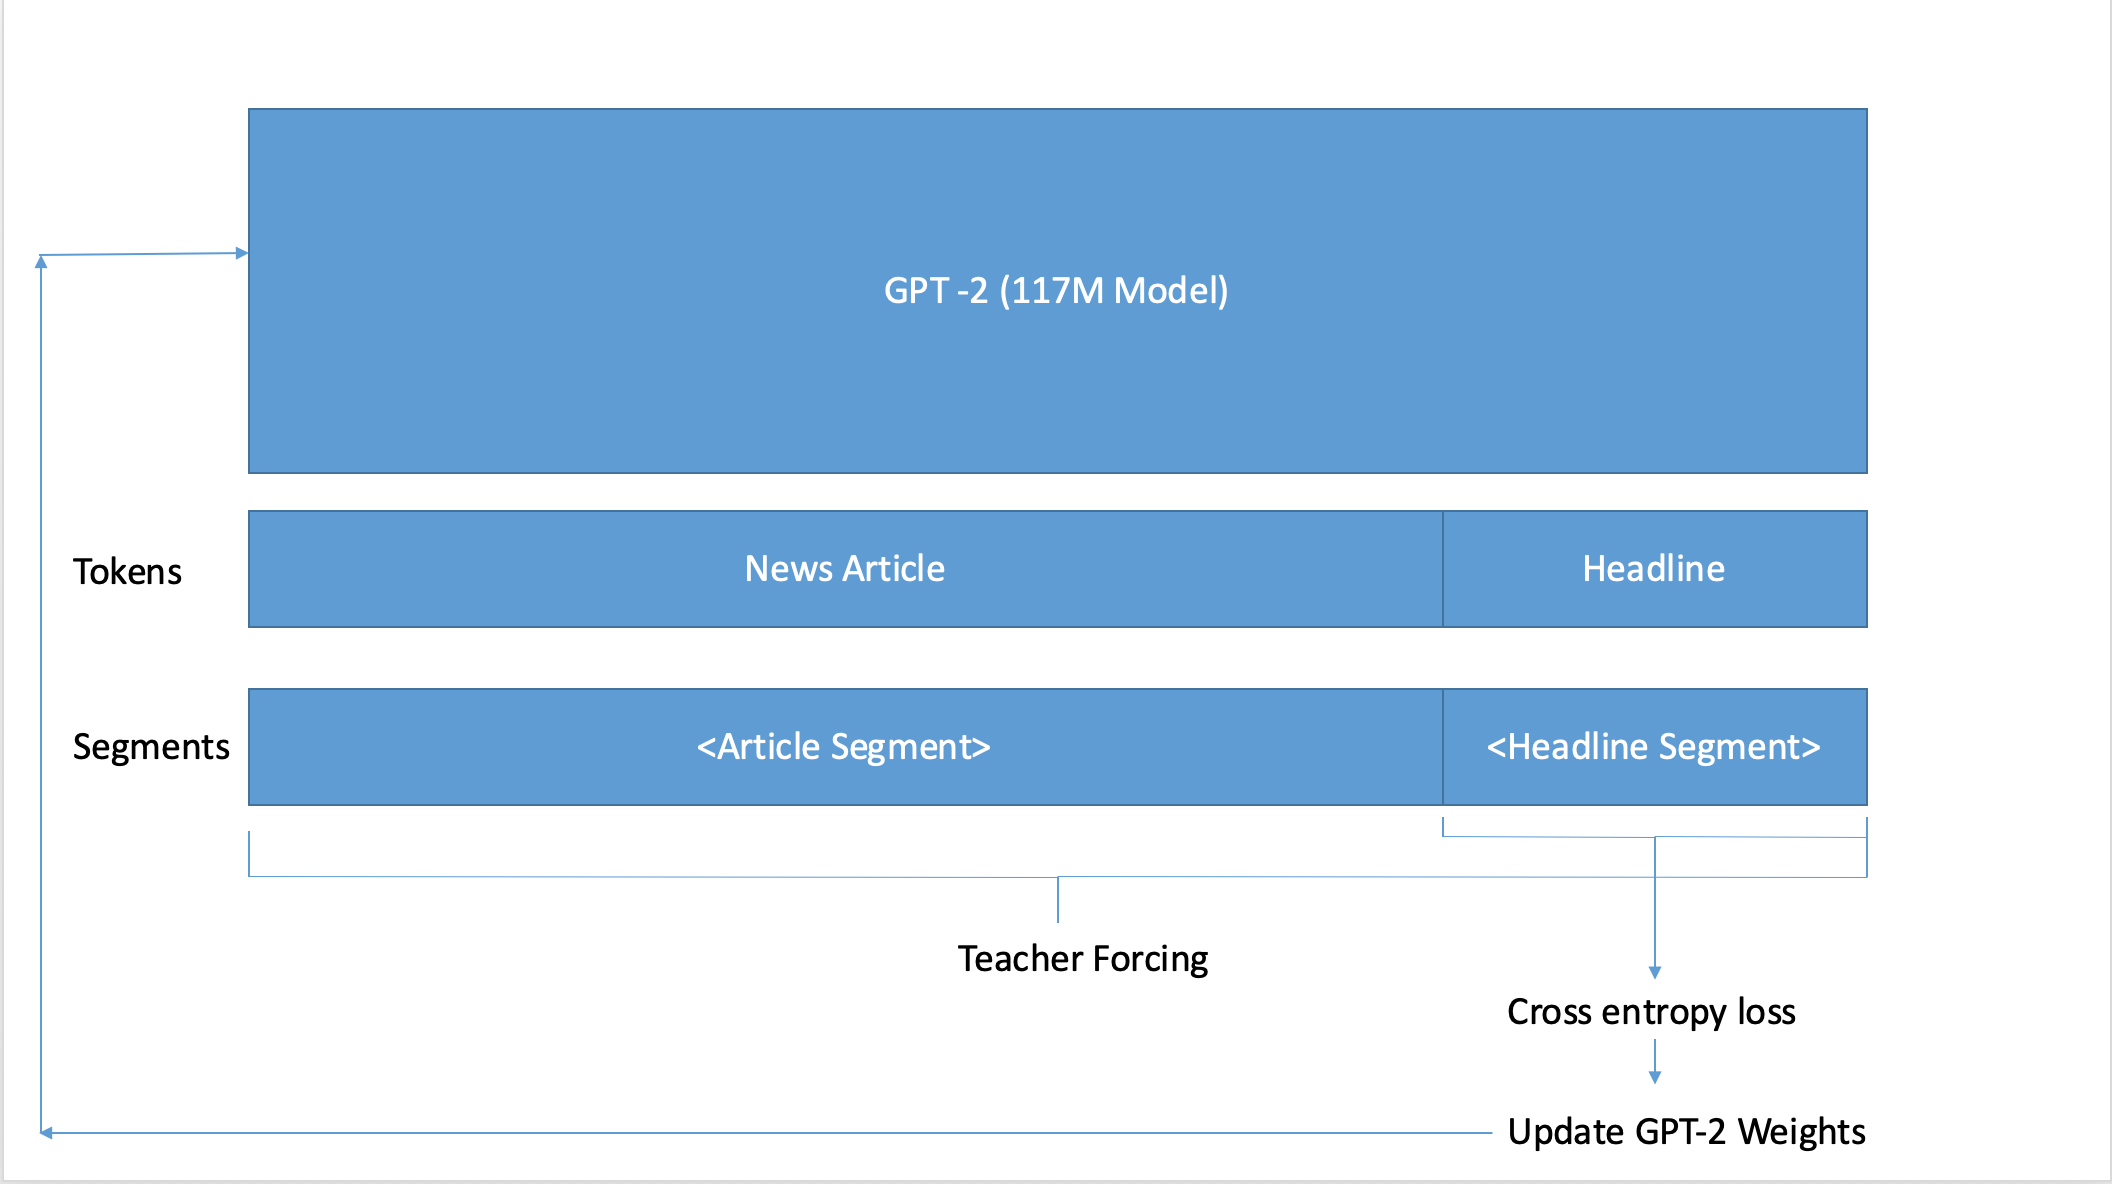 GPT -2 (117M Model)
Tokens
News Article
Headline
Segments
<Article Segment>
<Headline Segment>
Teacher Forcing
Cross entropy loss
Update GPT-2 Weights